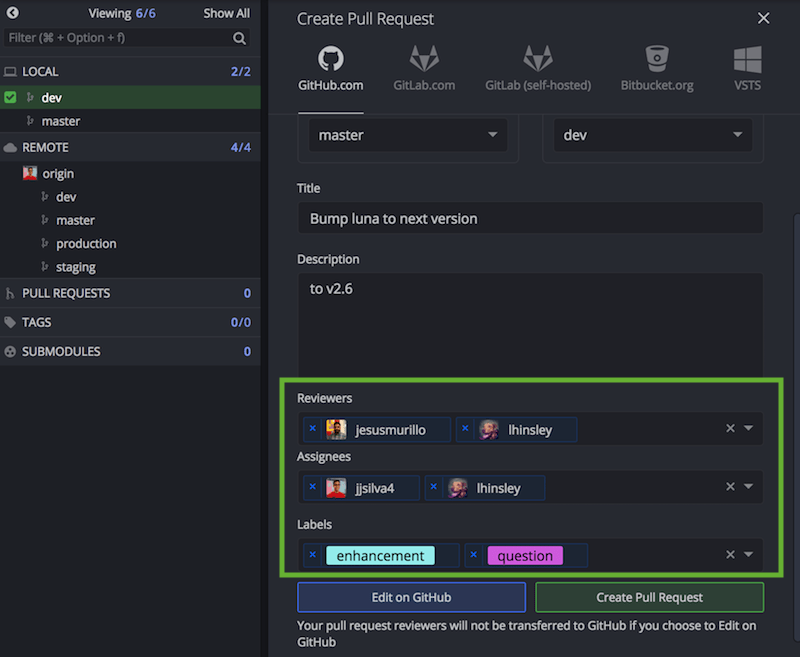 Viewing 6/6 Show All
Filter (⌘ + Option + f)
LOCAL 2/2
dev
master
REMOTE 4/4
origin
dev
master
production
staging
PULL REQUESTS 0
TAGS 0/0
SUBMODULES 0
Create Pull Request
GitHub.com GitLab.com GitLab (self-hosted) Bitbucket.org VSTS
master dev
Title
Bump luna to next version
Description
to v2.6
Reviewers
jesusmurillo lhinsley
Assignees
jjsilva4 lhinsley
Labels
enhancement question
Edit on GitHub Create Pull Request
Your pull request reviewers will not be transferred to GitHub if you choose to Edit on
GitHub